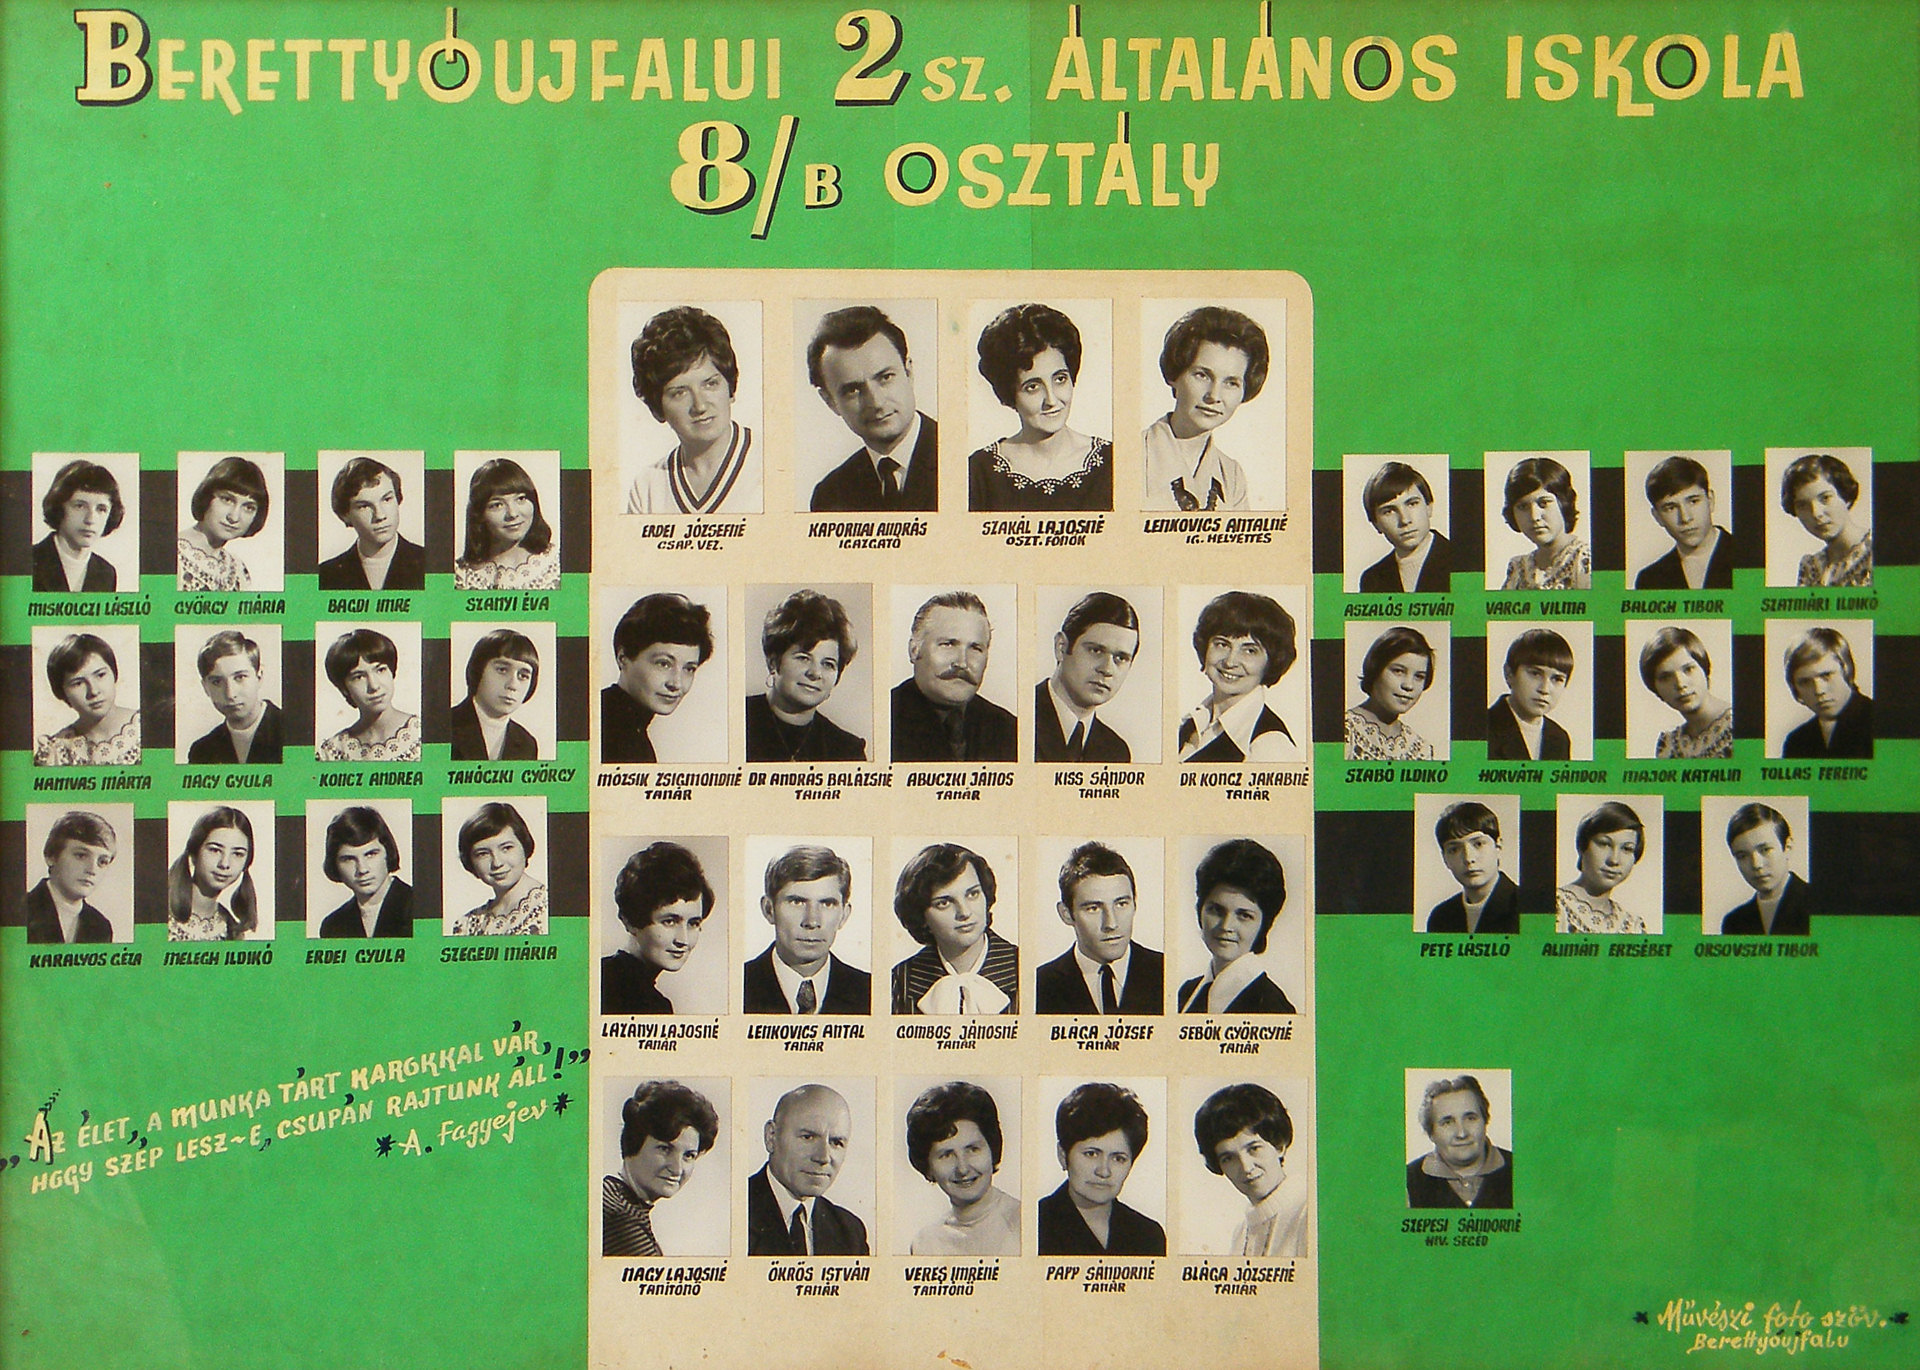 BERETTYÓUJFALUI 2 SZ. ÁLTALÁNOS ISKOLA
8/B OSZTÁLY
ERDEI JÓZSEFNÉ
CSAP. VEZ.
KAPORNAI ANDRÁS
IGAZGATÓ
SZAKÁL LAJOSNÉ
OSZT. FŐNÖK
LENKOVICS ANTALNÉ
IG. HELYETTES
MISKOLCZI LÁSZLÓ
GYÖRGY MÁRIA
BAGDI IMRE
SZANYI ÉVA
ASZALÓS ISTVÁN
VARGA VILMA
BALOGH TIBOR
SZATMÁRI ILDIKÓ
HAMVAS MÁRTA
NAGY GYULA
KONCZ ANDREA
TAKÓCZKI GYÖRGY
MÓZSIK ZSIGMONDNÉ
TANÁR
DR ANDRÁS BALÁZSNÉ
TANÁR
ABUCZKI JÁNOS
TANÁR
KISS SÁNDOR
TANÁR
DR KONCZ JAKABNÉ
TANÁR
SZABÓ ILDIKÓ
HORVÁTH SÁNDOR
MAJOR KATALIN
TOLLAS FERENC
KARALYOS GÉZA
MELEGH ILDIKÓ
ERDEI GYULA
SZEGEDI MÁRIA
PETE LÁSZLÓ
ALIMÁN ERZSÉBET
ORSOVSZKI TIBOR
LAZÁNYI LAJOSNÉ
TANÁR
LENKOVICS ANTAL
TANÁR
GOMBOS JÁNOSNÉ
TANÁR
BLÁGA JÓZSEF
TANÁR
SEBŐK GYÖRGYNÉ
TANÁR
„AZ ÉLET, A MUNKA TÁRT KAROKKAL VÁR,
HOGY SZÉP LESZ~E, CSUPÁN RAJTUNK ÁLL!”
*A. Fagyejev*
NAGY LAJOSNÉ
TANÍTÓNŐ
ÖKRÖS ISTVÁN
TANÁR
VERES IMRÉNÉ
TANÍTÓNŐ
PAPP SÁNDORNÉ
TANÁR
BLÁGA JÓZSEFNÉ
TANÁR
SZEPESI SÁNDORNÉ
HIV. SEGÉD
* Művészi foto szöv. *
Berettyóujfalu